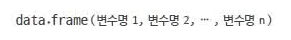 data.frame(변수명 1, 변수명 2, ⋯ , 변수명 n)